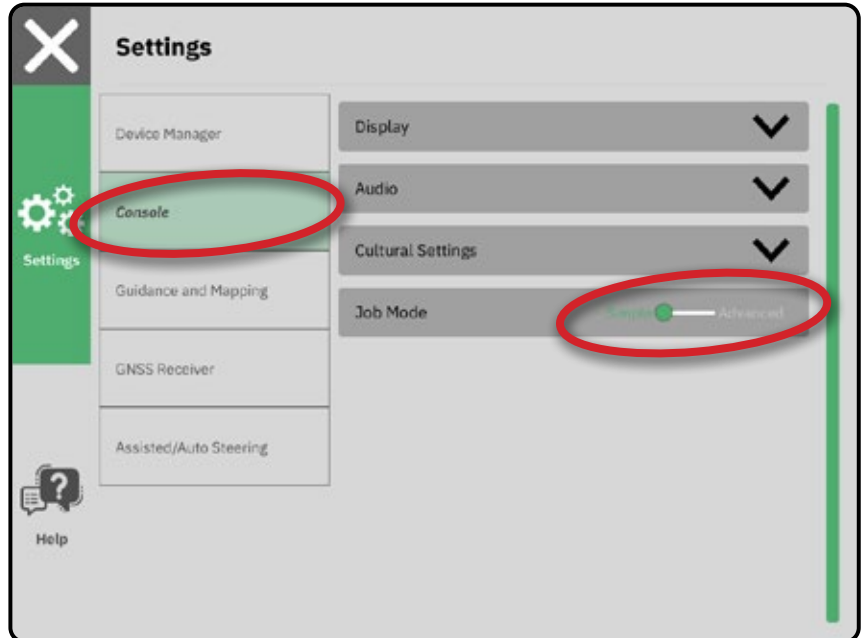 Settings
Device Manager
Console
Guidance and Mapping
GNSS Receiver
Assisted/Auto Steering
Display
Audio
Cultural Settings
Job Mode
Simple Advanced
Settings
Help